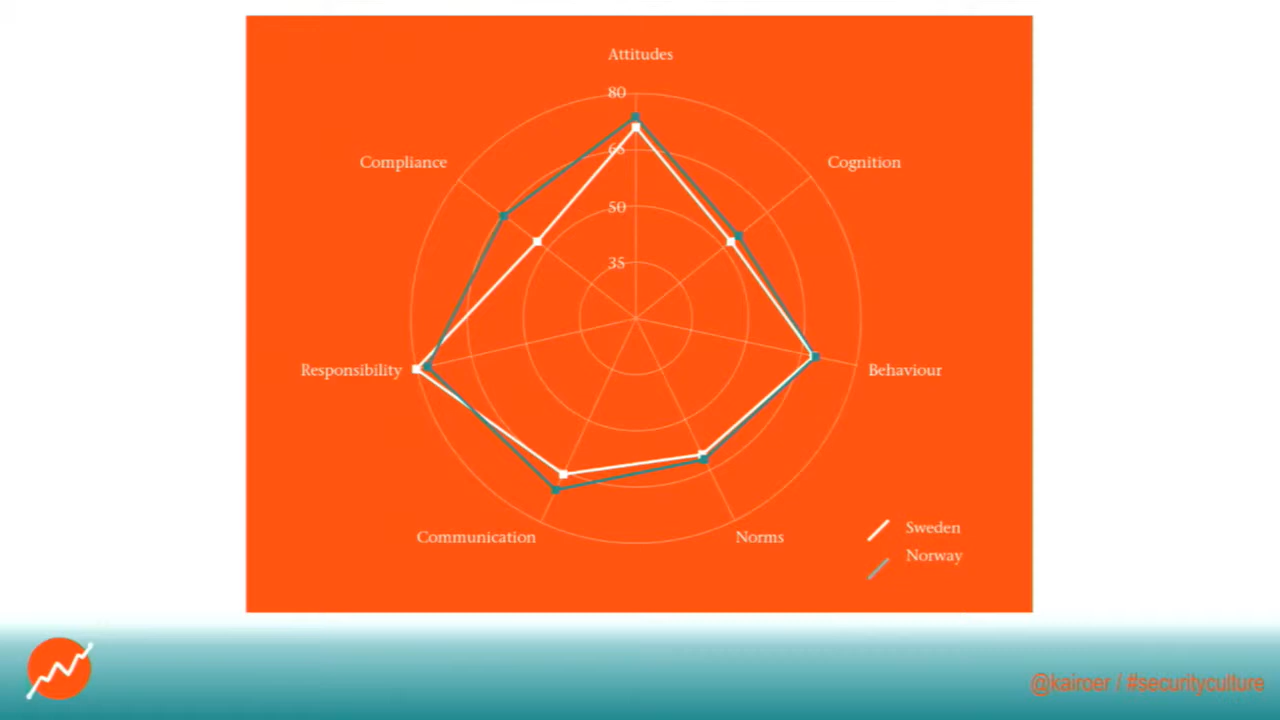 Attitudes
80
65
50
35
Compliance
Cognition
Responsibility
Behaviour
Communication
Norms
Sweden
Norway
@kairoer / #securityculture